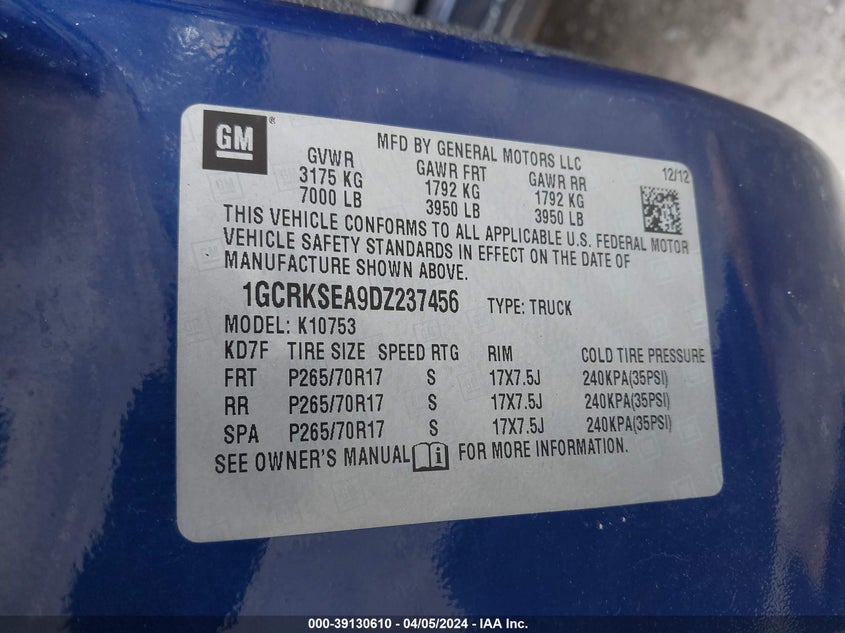 GM ®
MFD BY GENERAL MOTORS LLC
GVWR GAWR FRT GAWR RR 12/12
3175 KG 1792 KG 1792 KG
7000 LB 3950 LB 3950 LB
THIS VEHICLE CONFORMS TO ALL APPLICABLE U.S. FEDERAL MOTOR
VEHICLE SAFETY STANDARDS IN EFFECT ON THE DATE OF
MANUFACTURE SHOWN ABOVE.
1GCRKSEA9DZ237456 TYPE: TRUCK
MODEL: K10753
KD7F TIRE SIZE SPEED RTG RIM COLD TIRE PRESSURE
FRT P265/70R17 S 17X7.5J 240KPA(35PSI)
RR P265/70R17 S 17X7.5J 240KPA(35PSI)
SPA P265/70R17 S 17X7.5J 240KPA(35PSI)
SEE OWNER'S MANUAL i FOR MORE INFORMATION.
000-39130610 - 04/05/2024 - IAA Inc.